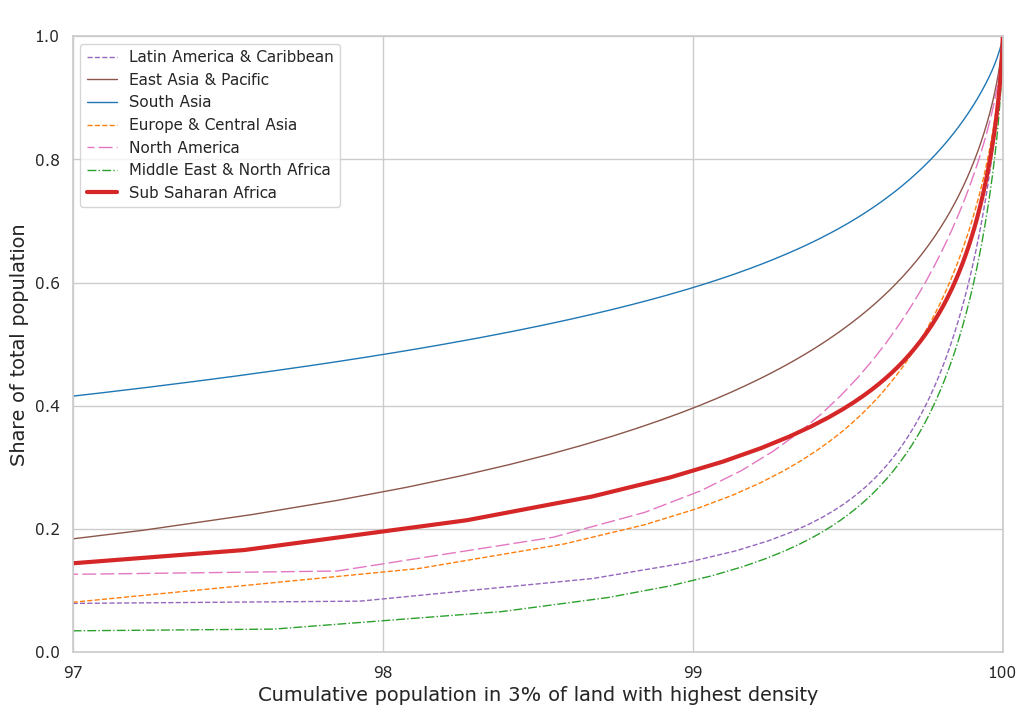 1.0
0.8
0.6
0.4
0.2
0.0
Share of total population
Latin America & Caribbean
East Asia & Pacific
South Asia
Europe & Central Asia
North America
Middle East & North Africa
Sub Saharan Africa
97
98
99
100
Cumulative population in 3% of land with highest density